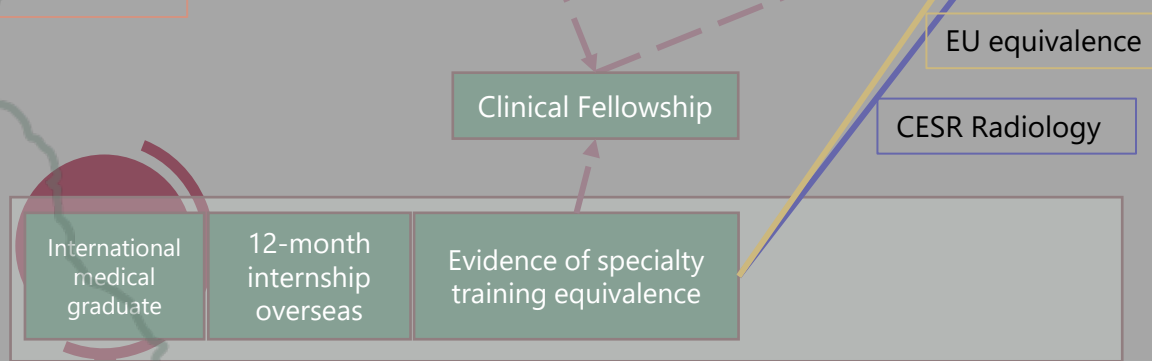 EU equivalence
Clinical Fellowship
CESR Radiology
International
medical
graduate
12-month
internship
overseas
Evidence of specialty
training equivalence